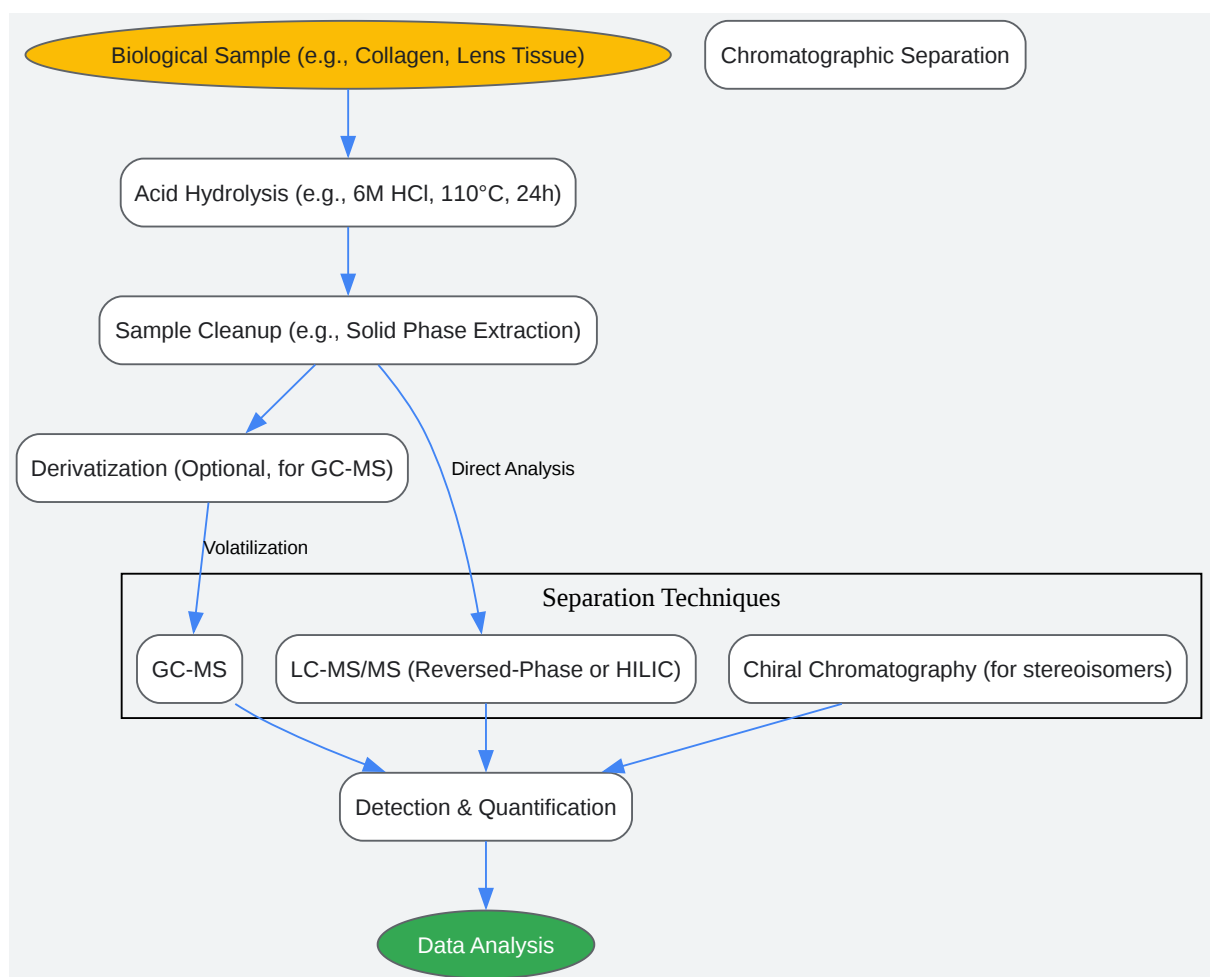 Biological Sample (e.g., Collagen, Lens Tissue)
Chromatographic Separation
Acid Hydrolysis (e.g., 6M HCl, 110°C, 24h)
Sample Cleanup (e.g., Solid Phase Extraction)
Derivatization (Optional, for GC-MS)
Direct Analysis
Volatilization
Separation Techniques
GC-MS
LC-MS/MS (Reversed-Phase or HILIC)
Chiral Chromatography (for stereoisomers)
Detection & Quantification
Data Analysis